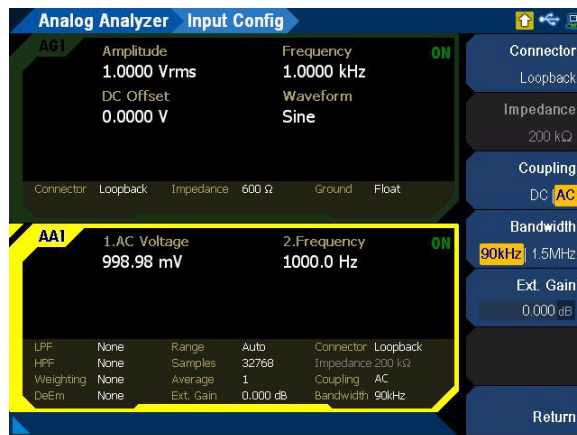 Analog Analyzer Input Config
AG1
ON
Amplitude Frequency
1.0000 Vrms 1.0000 kHz
DC Offset Waveform
0.0000 V Sine
Connector Loopback Impedance 600 Ω Ground Float
AA1
ON
1.AC Voltage 2.Frequency
998.98 mV 1000.0 Hz
LPF None Range Auto Connector Loopback
HPF None Samples 32768 Impedance 200 kΩ
Weighting None Average 1 Coupling AC
DeEm None Ext. Gain 0.000 dB Bandwidth 90kHz
Connector
Loopback
Impedance
200 kΩ
Coupling
DC | AC
Bandwidth
90kHz | 1.5MHz
Ext. Gain
0.000 dB
Return